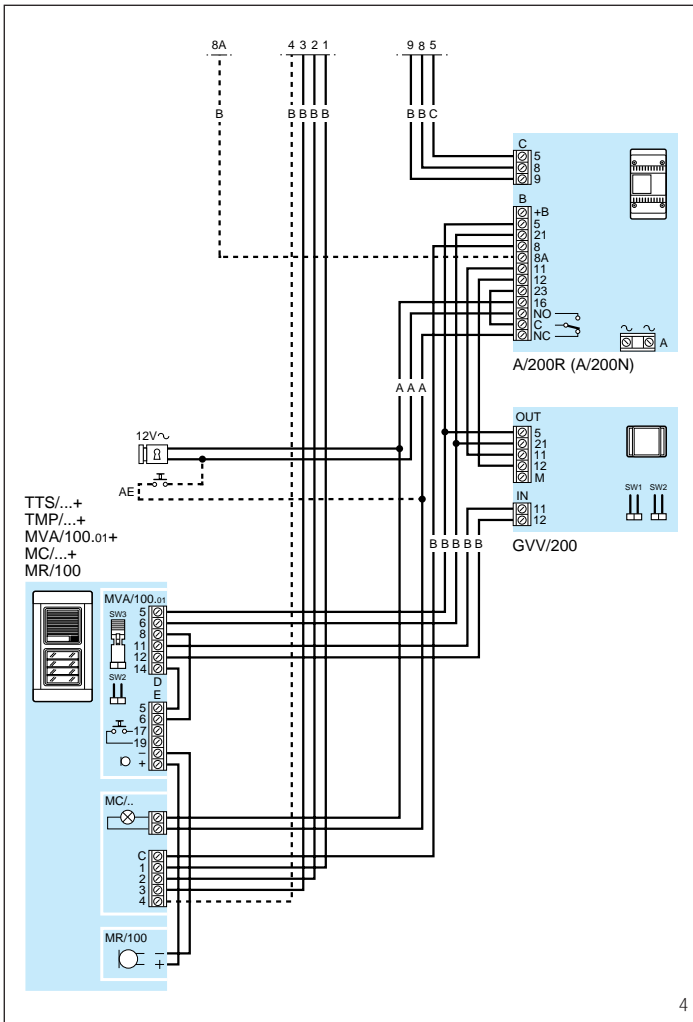 8A
4 3 2 1
9 8 5
B
B B B B
B B C
C
5
8
9
B
+B
5
21
8
8A
11
12
23
16
NO
C
NC
A
A/200R (A/200N)
A A A
12V~
AE
OUT
5
21
11
12
M
IN
11
12
SW1 SW2
GVV/200
B B B B B
TTS/...+
TMP/...+
MVA/100.01+
MC/...+
MR/100
MVA/100.01
SW3
5
6
8
11
12
14
D
SW2
E
5
6
17
19
–
+
MC/..
C
1
2
3
4
MR/100
–
+
4